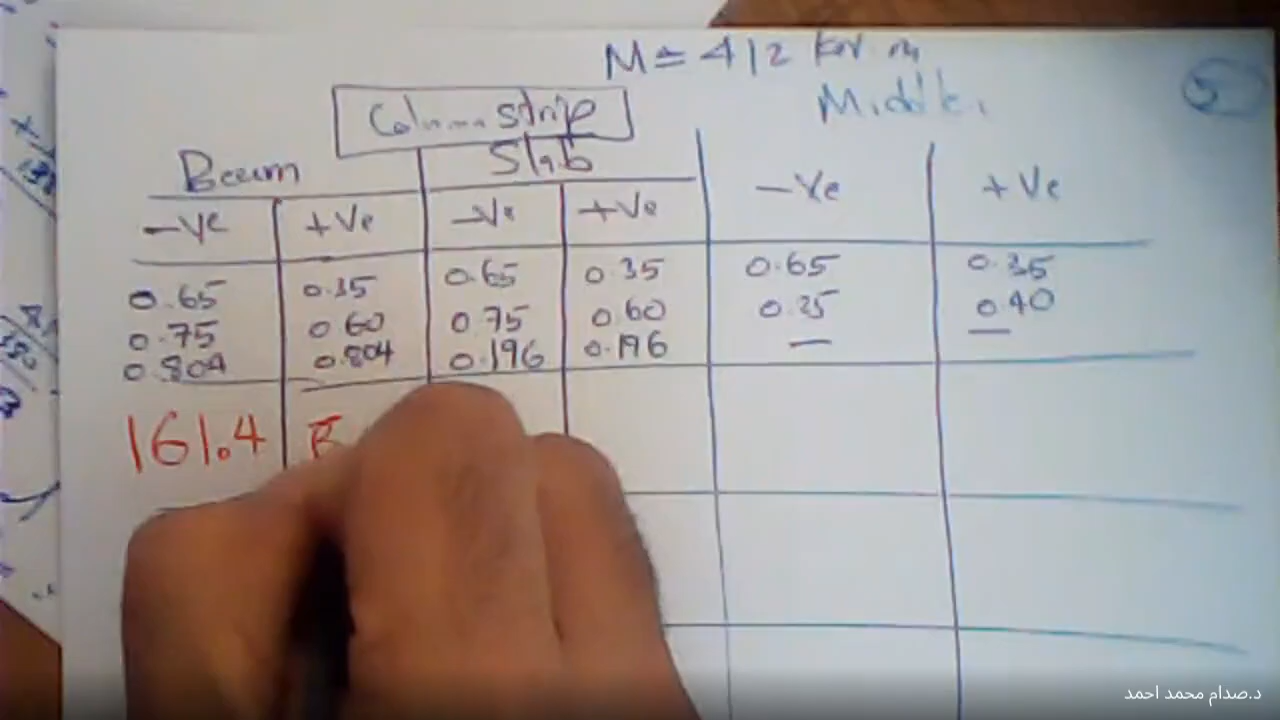 M = 412 kN.m
5
Column strip
Middle
Beam Slab
-Ve +Ve -Ve +Ve -Ve +Ve
0.65 0.35 0.65 0.35 0.65 0.35
0.75 0.60 0.75 0.60 0.25 0.40
0.804 0.804 0.196 0.196 — —
161.4
د.صدام محمد احمد